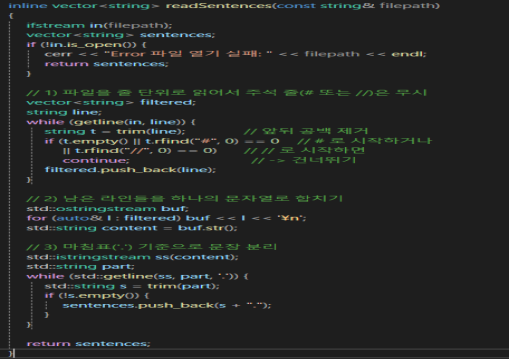 inline vector<string> readSentences(const string& filepath)
{
    ifstream in(filepath);
    vector<string> sentences;
    if (!in.is_open()) {
        cerr << "Error 파일 열기 실패: " << filepath << endl;
        return sentences;
    }
    // 1) 파일을 줄 단위로 읽어서 주석 줄(# 또는 //)은 무시
    vector<string> filtered;
    string line;
    while (getline(in, line)) {
        string t = trim(line);          // 앞뒤 공백 제거
        if (t.empty() || t.rfind("#", 0) == 0   // # 로 시작하거나
            || t.rfind("//", 0) == 0)    // // 로 시작하면
            continue;                    // -> 건너뛰기
        filtered.push_back(line);
    }
    // 2) 남은 라인들을 하나의 문자열로 합치기
    std::ostringstream buf;
    for (auto& l : filtered) buf << l << '₩n';
    std::string content = buf.str();
    // 3) 마침표('.') 기준으로 문장 분리
    std::istringstream ss(content);
    std::string part;
    while (std::getline(ss, part, '.')) {
        std::string s = trim(part);
        if (!s.empty()) {
            sentences.push_back(s + ".");
        }
    }
    return sentences;
}